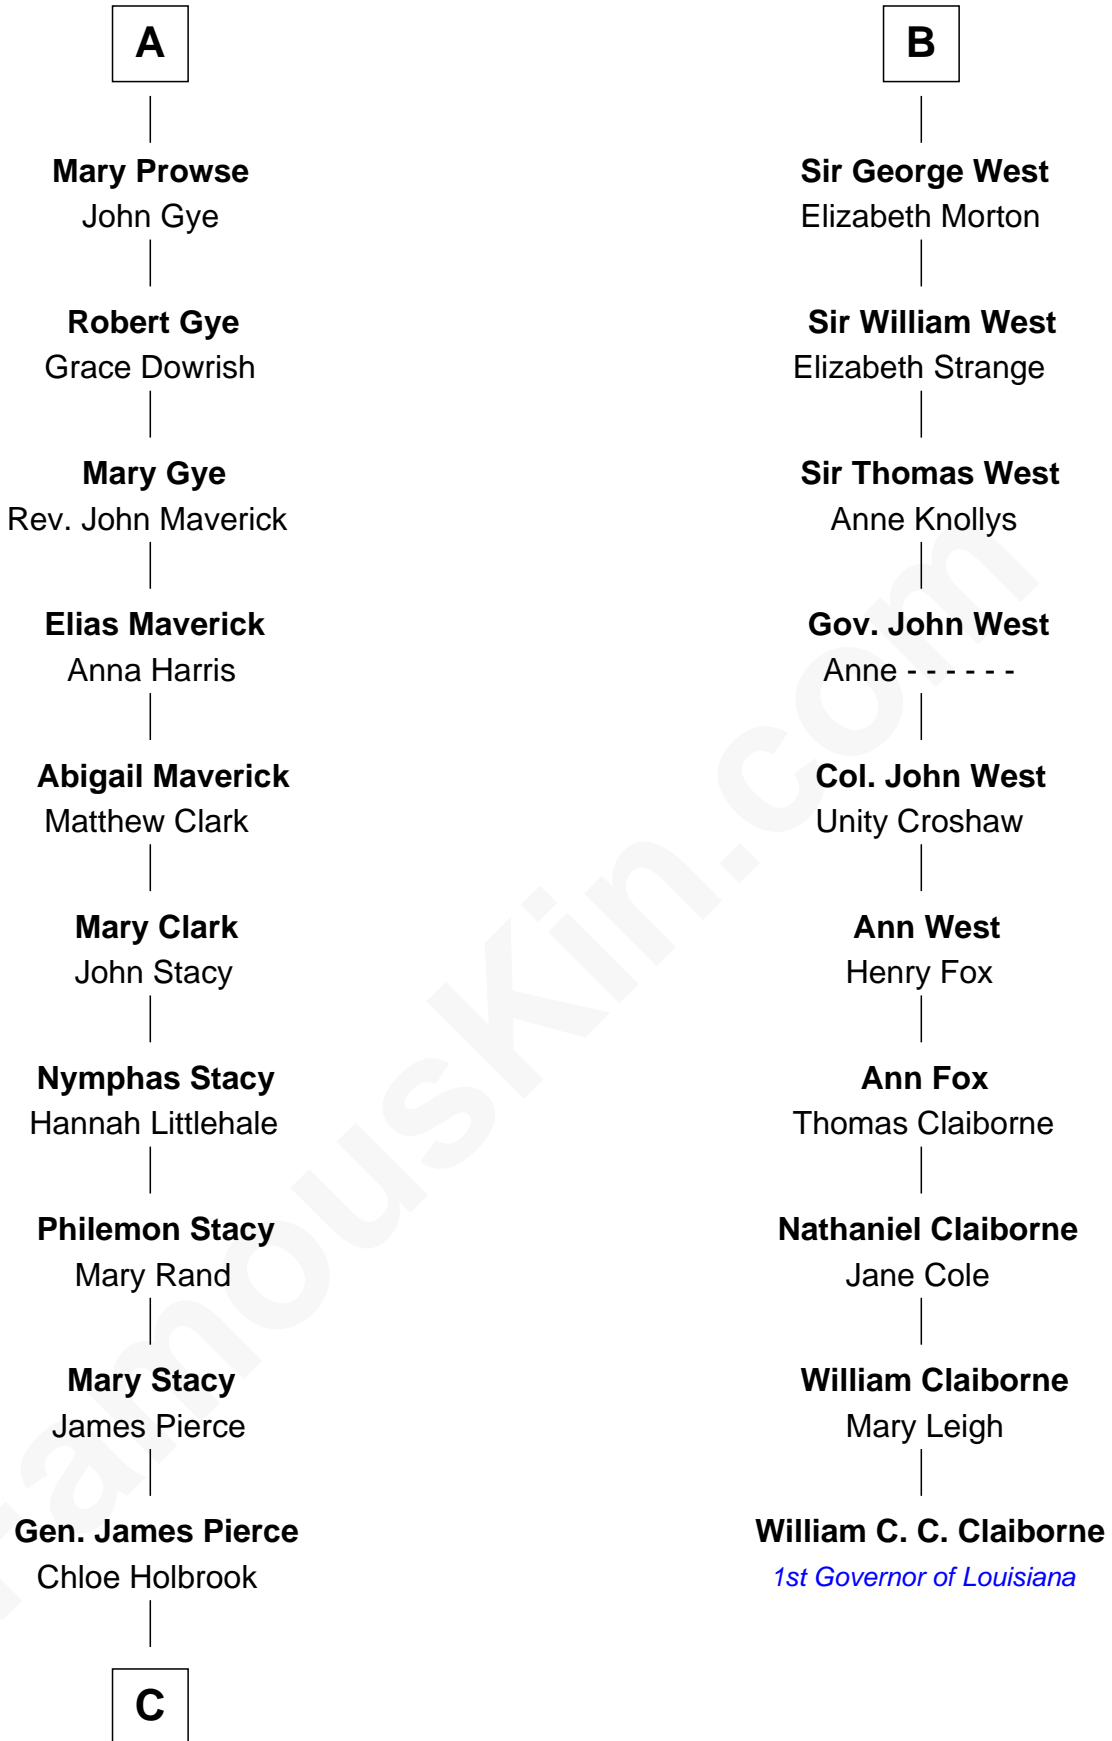 A
Mary Prowse
John Gye
Robert Gye
Grace Dowrish
Mary Gye
Rev. John Maverick
Elias Maverick
Anna Harris
Abigail Maverick
Matthew Clark
Mary Clark
John Stacy
Nymphas Stacy
Hannah Littlehale
Philemon Stacy
Mary Rand
Mary Stacy
James Pierce
Gen. James Pierce
Chloe Holbrook
C
B
Sir George West
Elizabeth Morton
Sir William West
Elizabeth Strange
Sir Thomas West
Anne Knollys
Gov. John West
Anne - - - - - -
Col. John West
Unity Croshaw
Ann West
Henry Fox
Ann Fox
Thomas Claiborne
Nathaniel Claiborne
Jane Cole
William Claiborne
Mary Leigh
William C. C. Claiborne
1st Governor of Louisiana
FamousKin.com